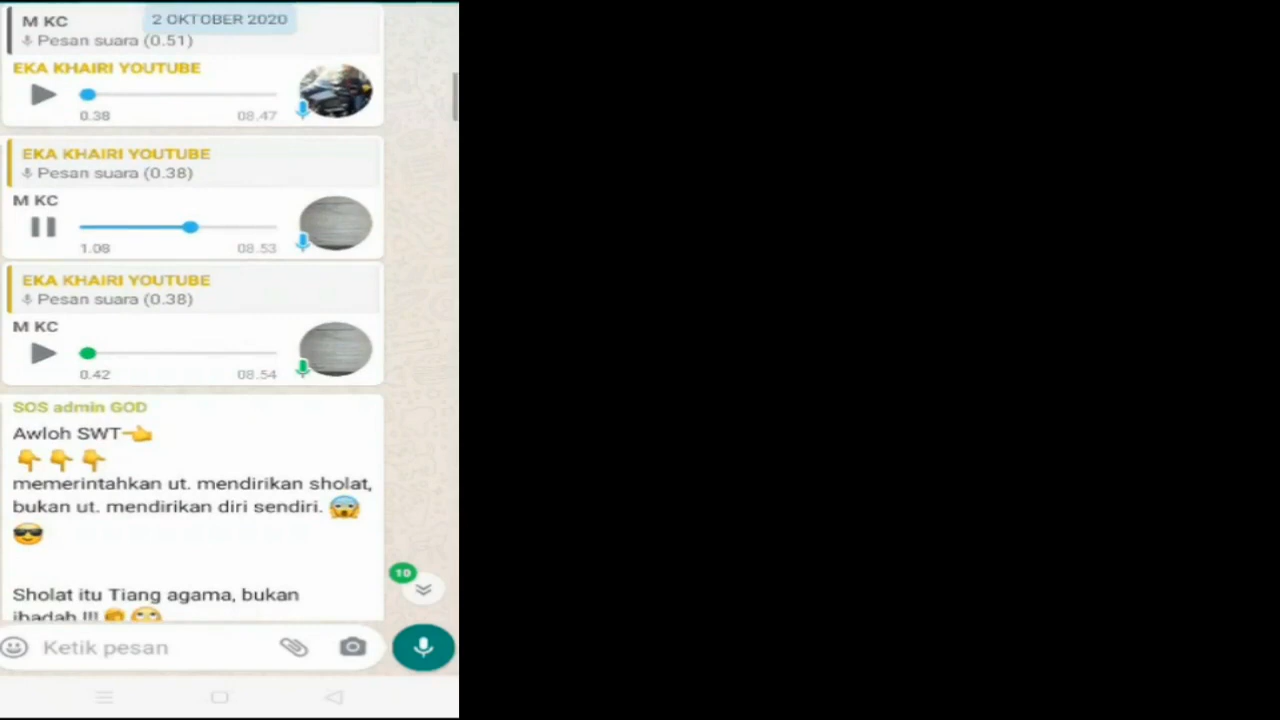 M KC
2 OKTOBER 2020
Pesan suara (0.51)
EKA KHAIRI YOUTUBE
0.38 08.47
EKA KHAIRI YOUTUBE
Pesan suara (0.38)
M KC
1.08 08.53
EKA KHAIRI YOUTUBE
Pesan suara (0.38)
M KC
0.42 08.54
SOS admin GOD
Awloh SWT👈
👇👇👇
memerintahkan ut. mendirikan sholat,
bukan ut. mendirikan diri sendiri. 😱
😎
10
Sholat itu Tiang agama, bukan
ibadah !!!
Ketik pesan